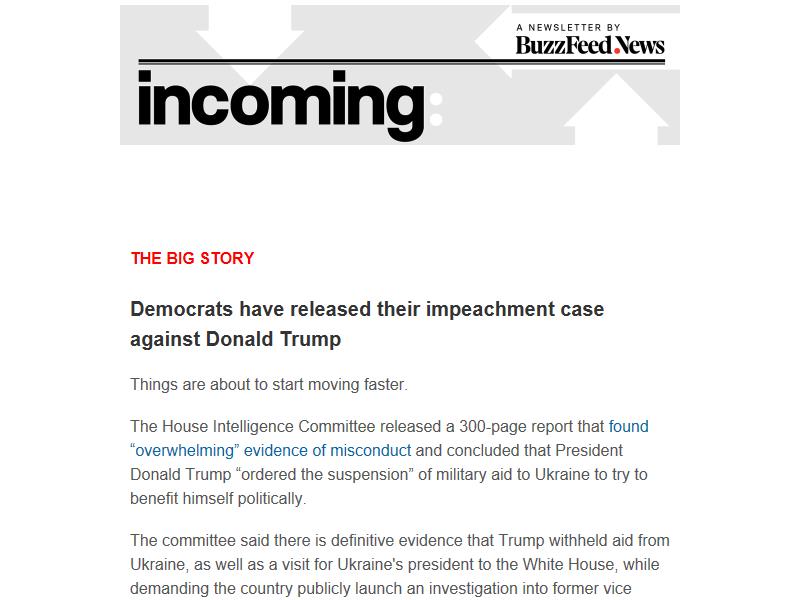 A NEWSLETTER BY
BuzzFeed.News
incoming:
THE BIG STORY
Democrats have released their impeachment case
against Donald Trump
Things are about to start moving faster.
The House Intelligence Committee released a 300-page report that found
“overwhelming” evidence of misconduct and concluded that President
Donald Trump “ordered the suspension” of military aid to Ukraine to try to
benefit himself politically.
The committee said there is definitive evidence that Trump withheld aid from
Ukraine, as well as a visit for Ukraine's president to the White House, while
demanding the country publicly launch an investigation into former vice